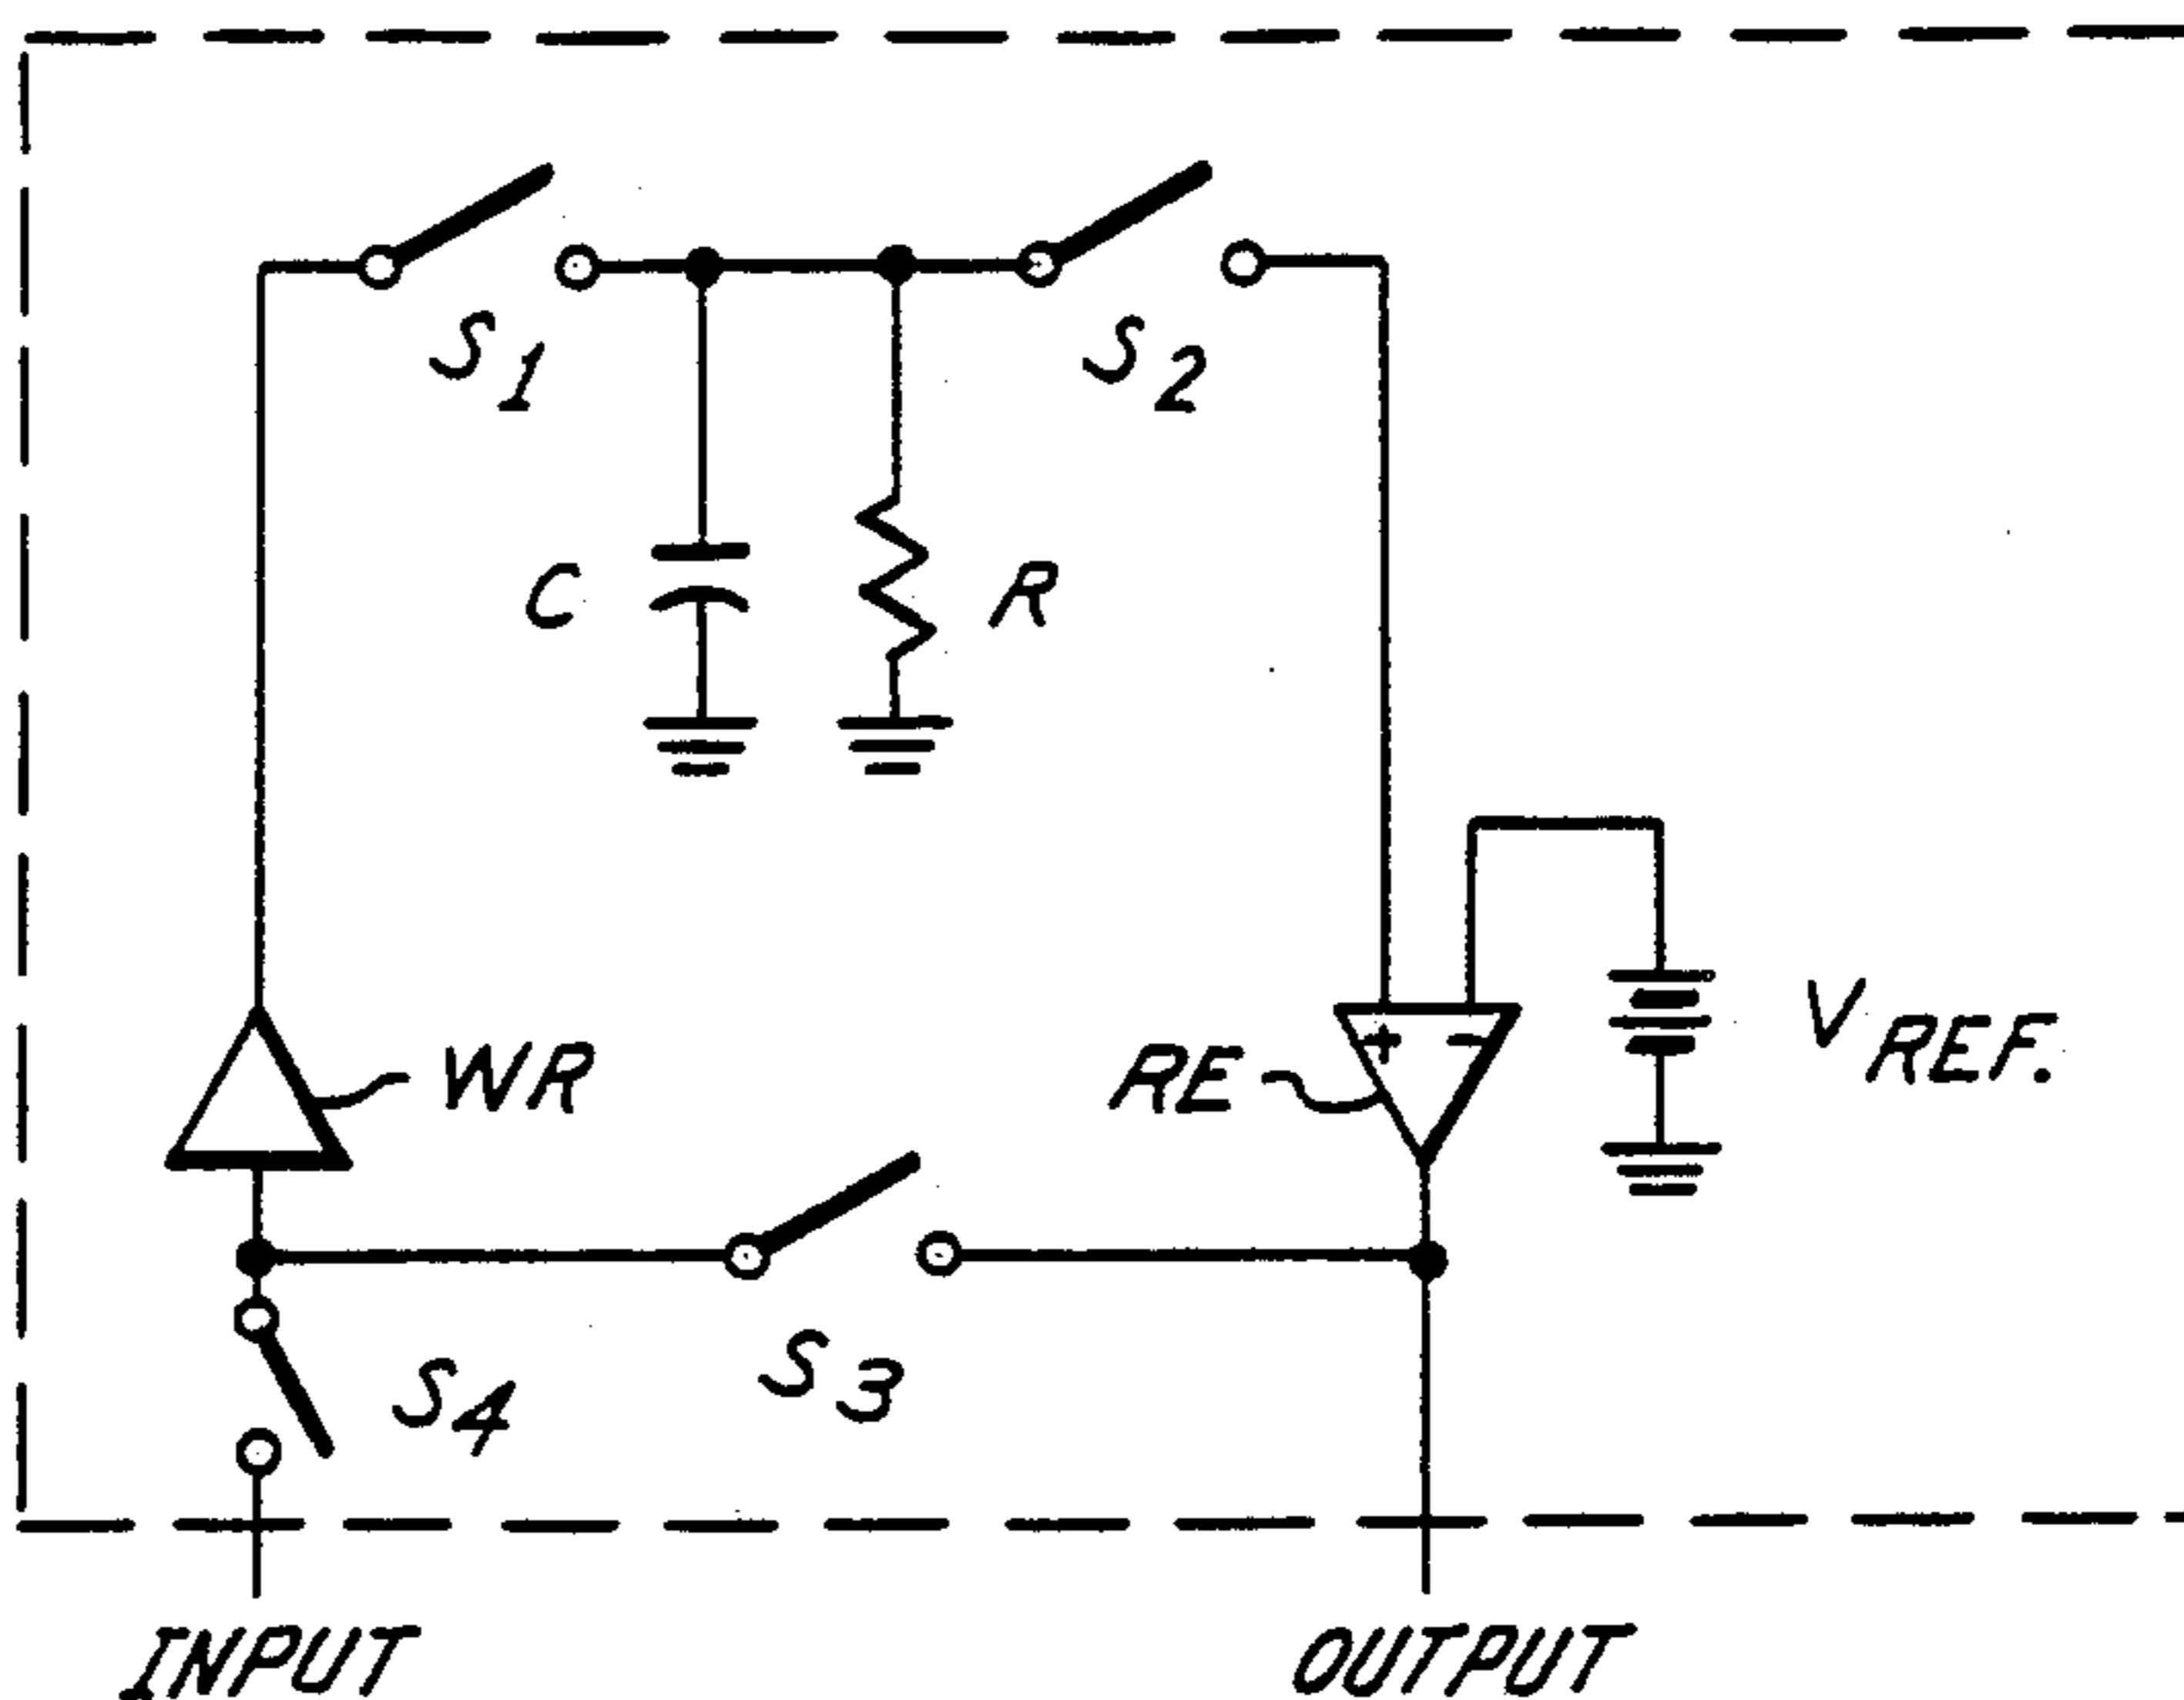 S1
S2
C
R
WR
RE
VREF.
+ -
S3
S4
INPUT
OUTPUT